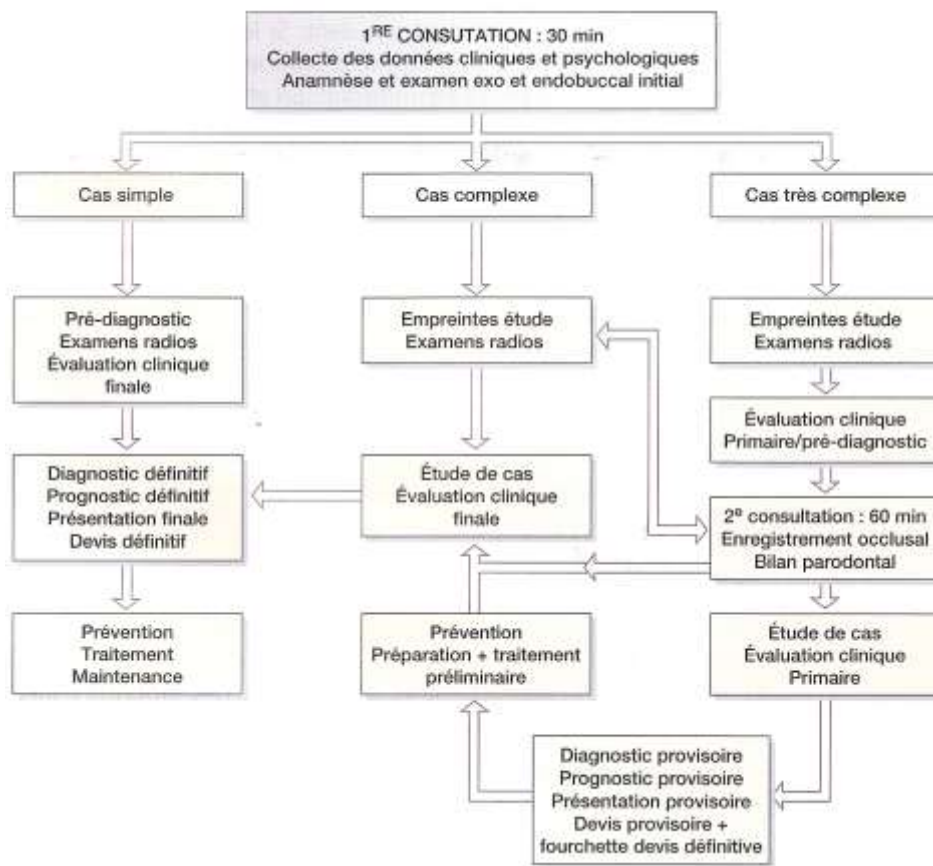 1RE CONSUTATION : 30 min
Collecte des données cliniques et psychologiques
Anamnèse et examen exo et endobuccal initial
Cas simple
Cas complexe
Cas très complexe
Pré-diagnostic
Examens radios
Évaluation clinique
finale
Empreintes étude
Examens radios
Empreintes étude
Examens radios
Évaluation clinique
Primaire/pré-diagnostic
Diagnostic définitif
Prognostic définitif
Présentation finale
Devis définitif
Étude de cas
Évaluation clinique
finale
2e consultation : 60 min
Enregistrement occlusal
Bilan parodontal
Prévention
Traitement
Maintenance
Prévention
Préparation + traitement
préliminaire
Étude de cas
Évaluation clinique
Primaire
Diagnostic provisoire
Prognostic provisoire
Présentation provisoire
Devis provisoire +
fourchette devis définitive